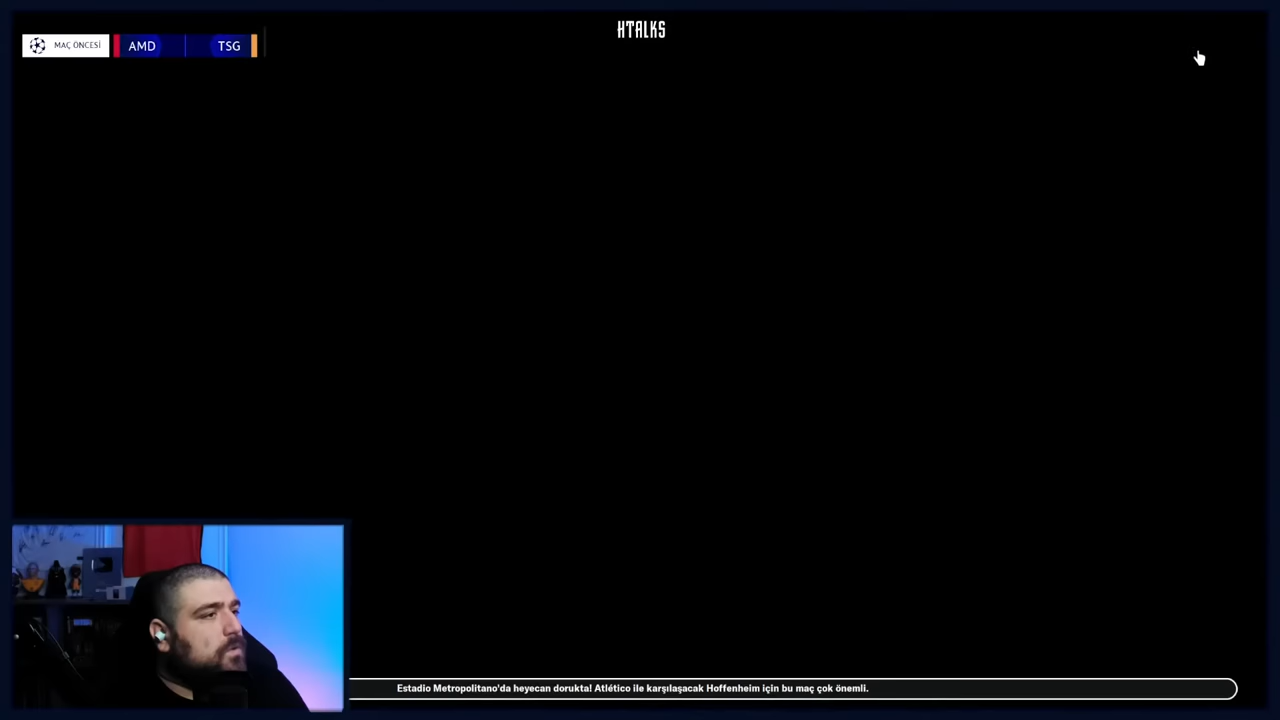 HTALKS
MAÇ ÖNCESİ AMD TSG
Estadio Metropolitano'da heyecan dorukta! Atlético ile karşılaşacak Hoffenheim için bu maç çok önemli.